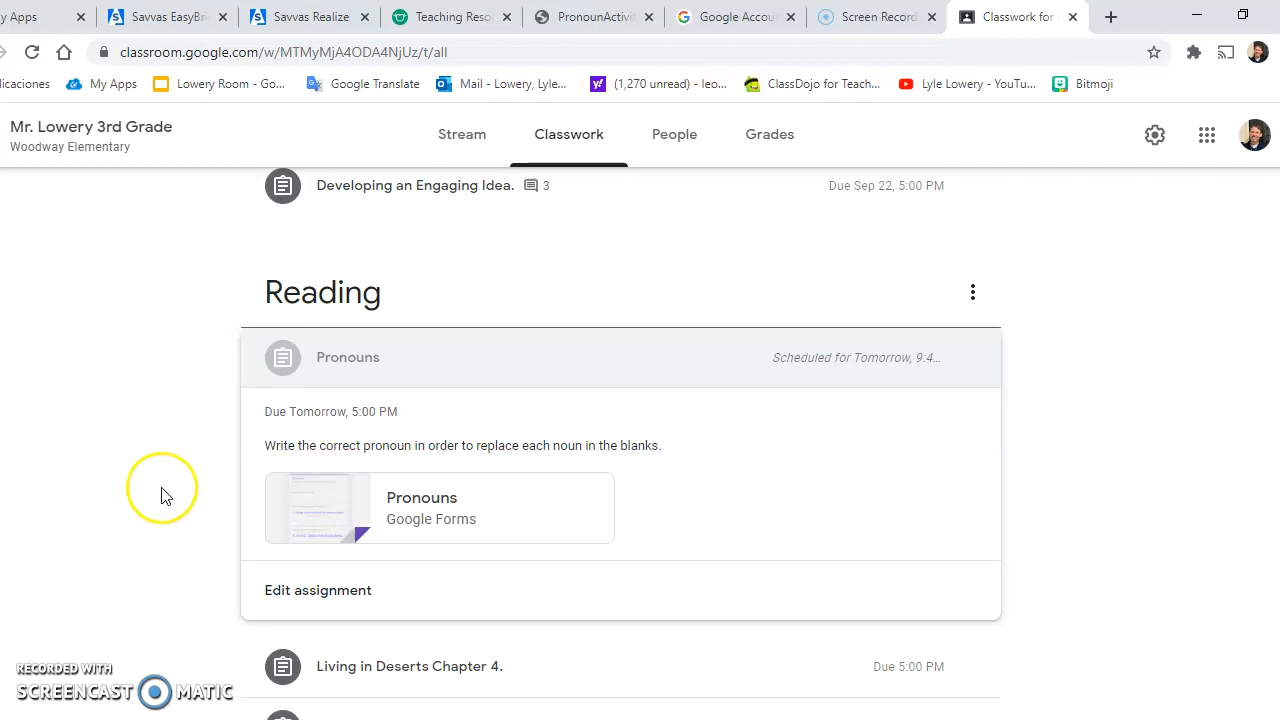 y Apps
Savvas EasyBri
Savvas Realize
Teaching Reso
PronounActivit
Google Accou
Screen Record
Classwork for
classroom.google.com/w/MTMyMjA4ODA4NjUz/t/all
licaciones
My Apps
Lowery Room - Go...
Google Translate
Mail - Lowery, Lyle...
(1,270 unread) - leo...
ClassDojo for Teach...
Lyle Lowery - YouTu...
Bitmoji
Mr. Lowery 3rd Grade
Woodway Elementary
Stream
Classwork
People
Grades
Developing an Engaging Idea.
3
Due Sep 22, 5:00 PM
Reading
Pronouns
Scheduled for Tomorrow, 9:4...
Due Tomorrow, 5:00 PM
Write the correct pronoun in order to replace each noun in the blanks.
Pronouns
Google Forms
Edit assignment
Living in Deserts Chapter 4.
Due 5:00 PM
RECORDED WITH
SCREENCAST MATIC